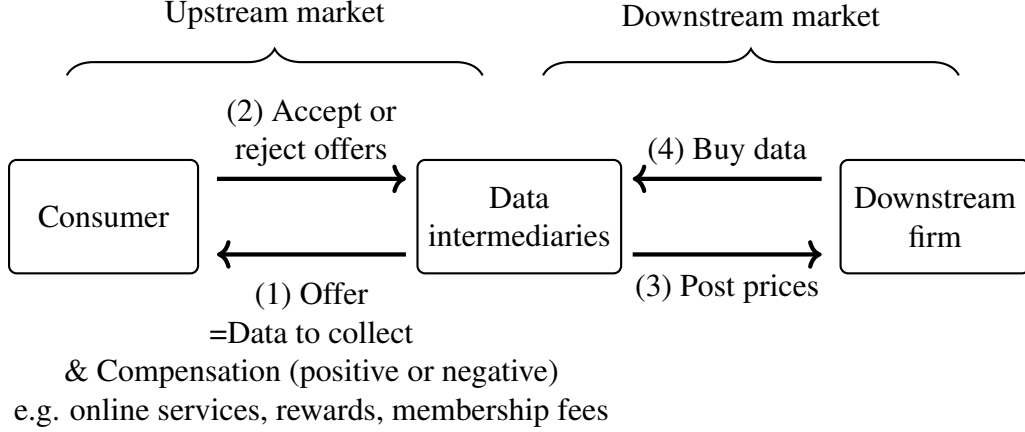 Upstream market
Downstream market
(2) Accept or
reject offers
(4) Buy data
Consumer
Data
intermediaries
Downstream
firm
(1) Offer
=Data to collect
& Compensation (positive or negative)
e.g. online services, rewards, membership fees
(3) Post prices